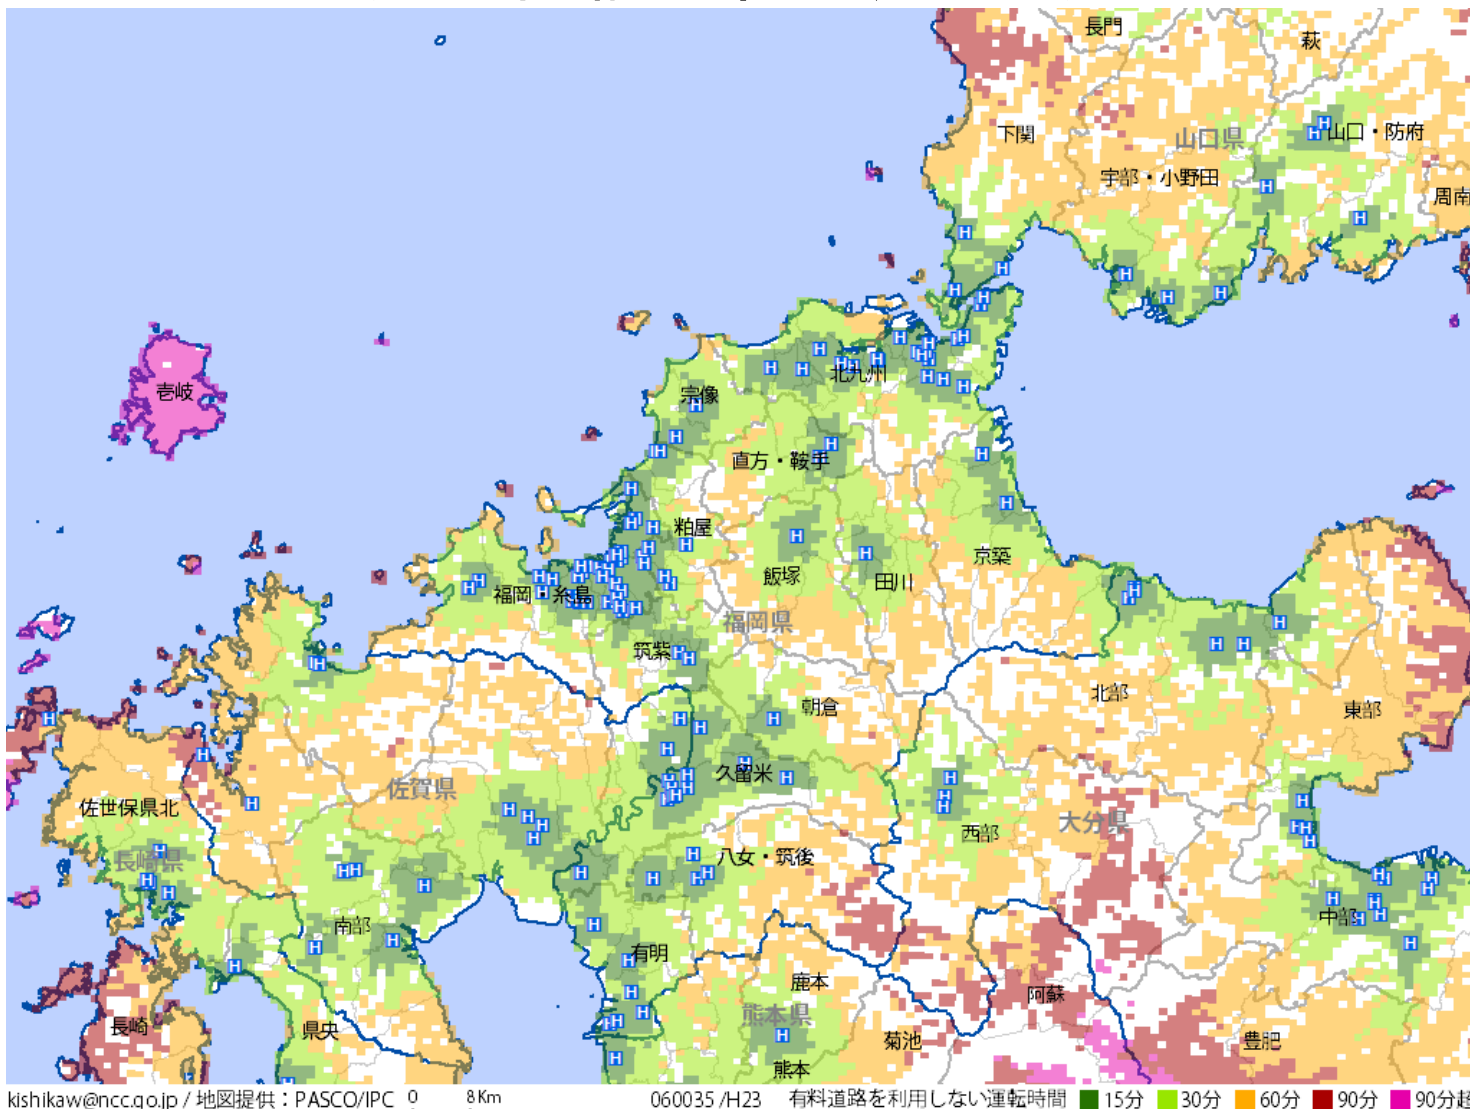 長門
萩
下関
山口県
山口・防府
宇部・小野田
周南
壱岐
北九州
宗像
直方・鞍手
粕屋
飯塚
田川
京築
福岡・糸島
福岡県
筑紫
朝倉
北部
東部
久留米
佐賀県
佐世保県北
長崎県
西部
大分県
八女・筑後
南部
中部
有明
鹿本
阿蘇
熊本県
長崎
県央
菊池
豊肥
熊本
kishikaw@ncc.go.jp / 地図提供：PASCO/IPC 0 8Km 060035 /H23 有料道路を利用しない運転時間 15分 30分 60分 90分 90分超